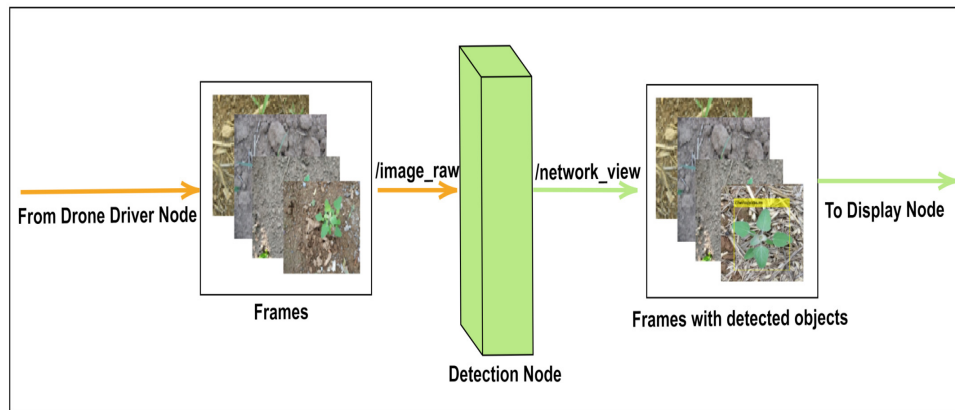 From Drone Driver Node
Frames
/image_raw
Detection Node
/network_view
Frames with detected objects
To Display Node